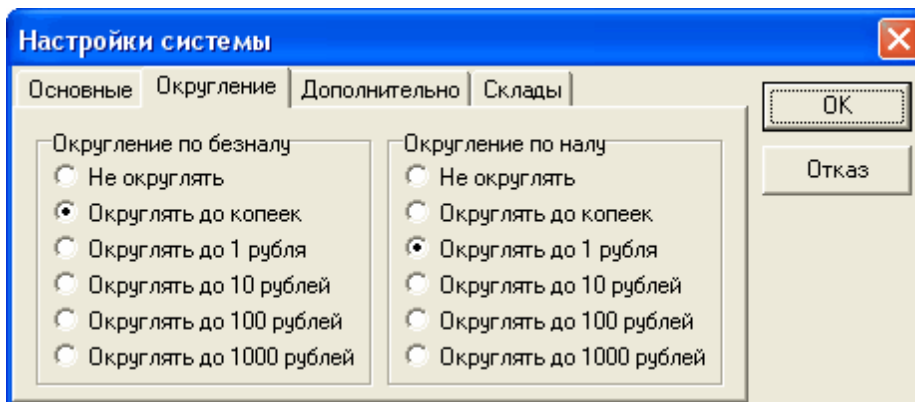 Настройки системы
Основные
Округление
Дополнительно
Склады
OK
Отказ
Округление по безналу
Не округлять
Округлять до копеек
Округлять до 1 рубля
Округлять до 10 рублей
Округлять до 100 рублей
Округлять до 1000 рублей
Округление по налу
Не округлять
Округлять до копеек
Округлять до 1 рубля
Округлять до 10 рублей
Округлять до 100 рублей
Округлять до 1000 рублей